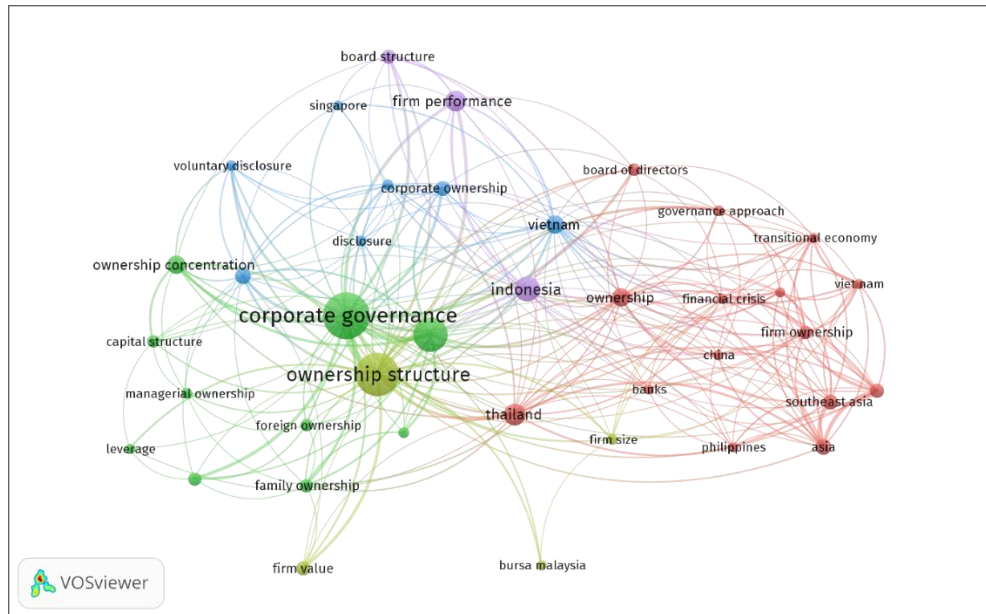 board structure
firm performance
singapore
voluntary disclosure
board of directors
corporate ownership
governance approach
vietnam
transitional economy
disclosure
ownership concentration
viet nam
indonesia
ownership
financial crisis
corporate governance
firm ownership
capital structure
china
ownership structure
banks
managerial ownership
southeast asia
thailand
foreign ownership
firm size
leverage
philippines
asia
family ownership
firm value
bursa malaysia
VOSviewer